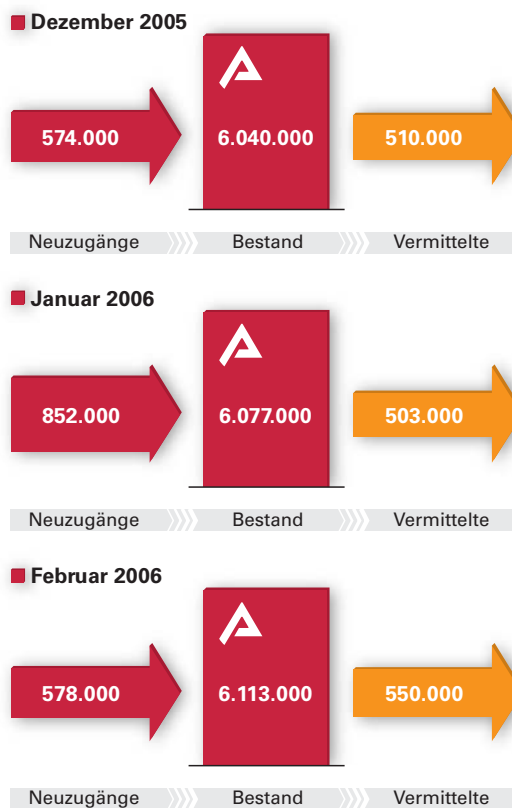 Dezember 2005
574.000 6.040.000 510.000
Neuzugänge Bestand Vermittelte
Januar 2006
852.000 6.077.000 503.000
Neuzugänge Bestand Vermittelte
Februar 2006
578.000 6.113.000 550.000
Neuzugänge Bestand Vermittelte